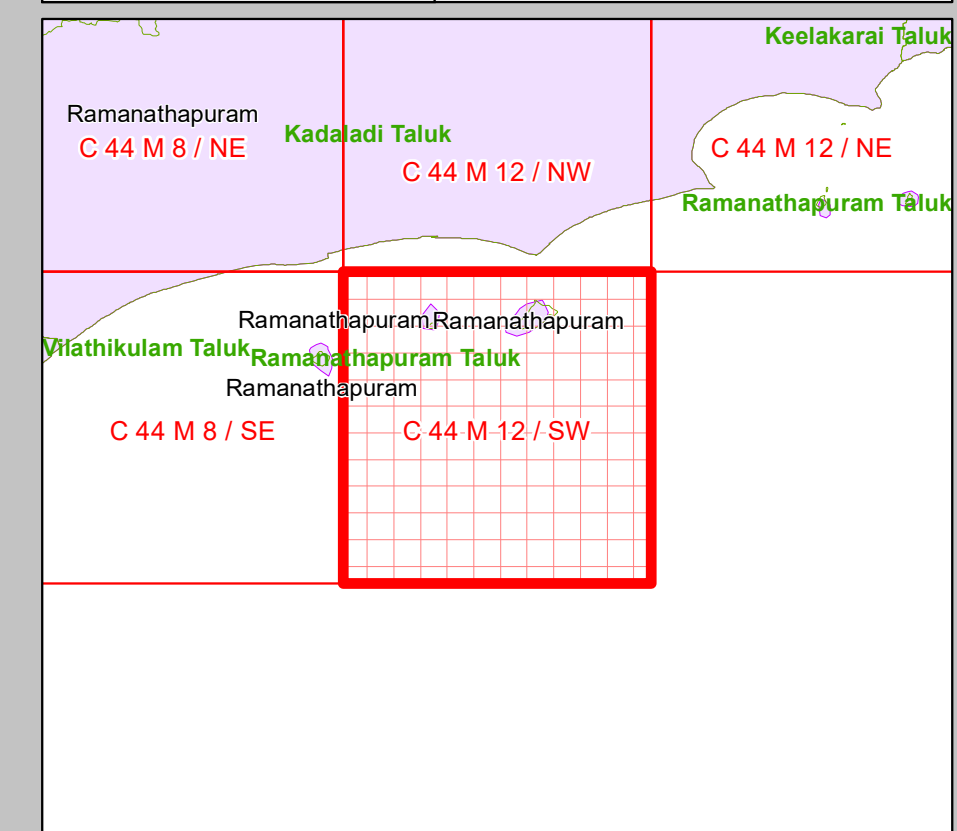 Keelakarai Taluk
Ramanathapuram
Kadaladi Taluk
C 44 M 8 / NE
C 44 M 12 / NE
C 44 M 12 / NW
Ramanathapuram Taluk
Ramanathapuram
Ramanathapuram
Vilathikulam Taluk
Ramanathapuram Taluk
Ramanathapuram
C 44 M 8 / SE
C 44 M 12 / SW